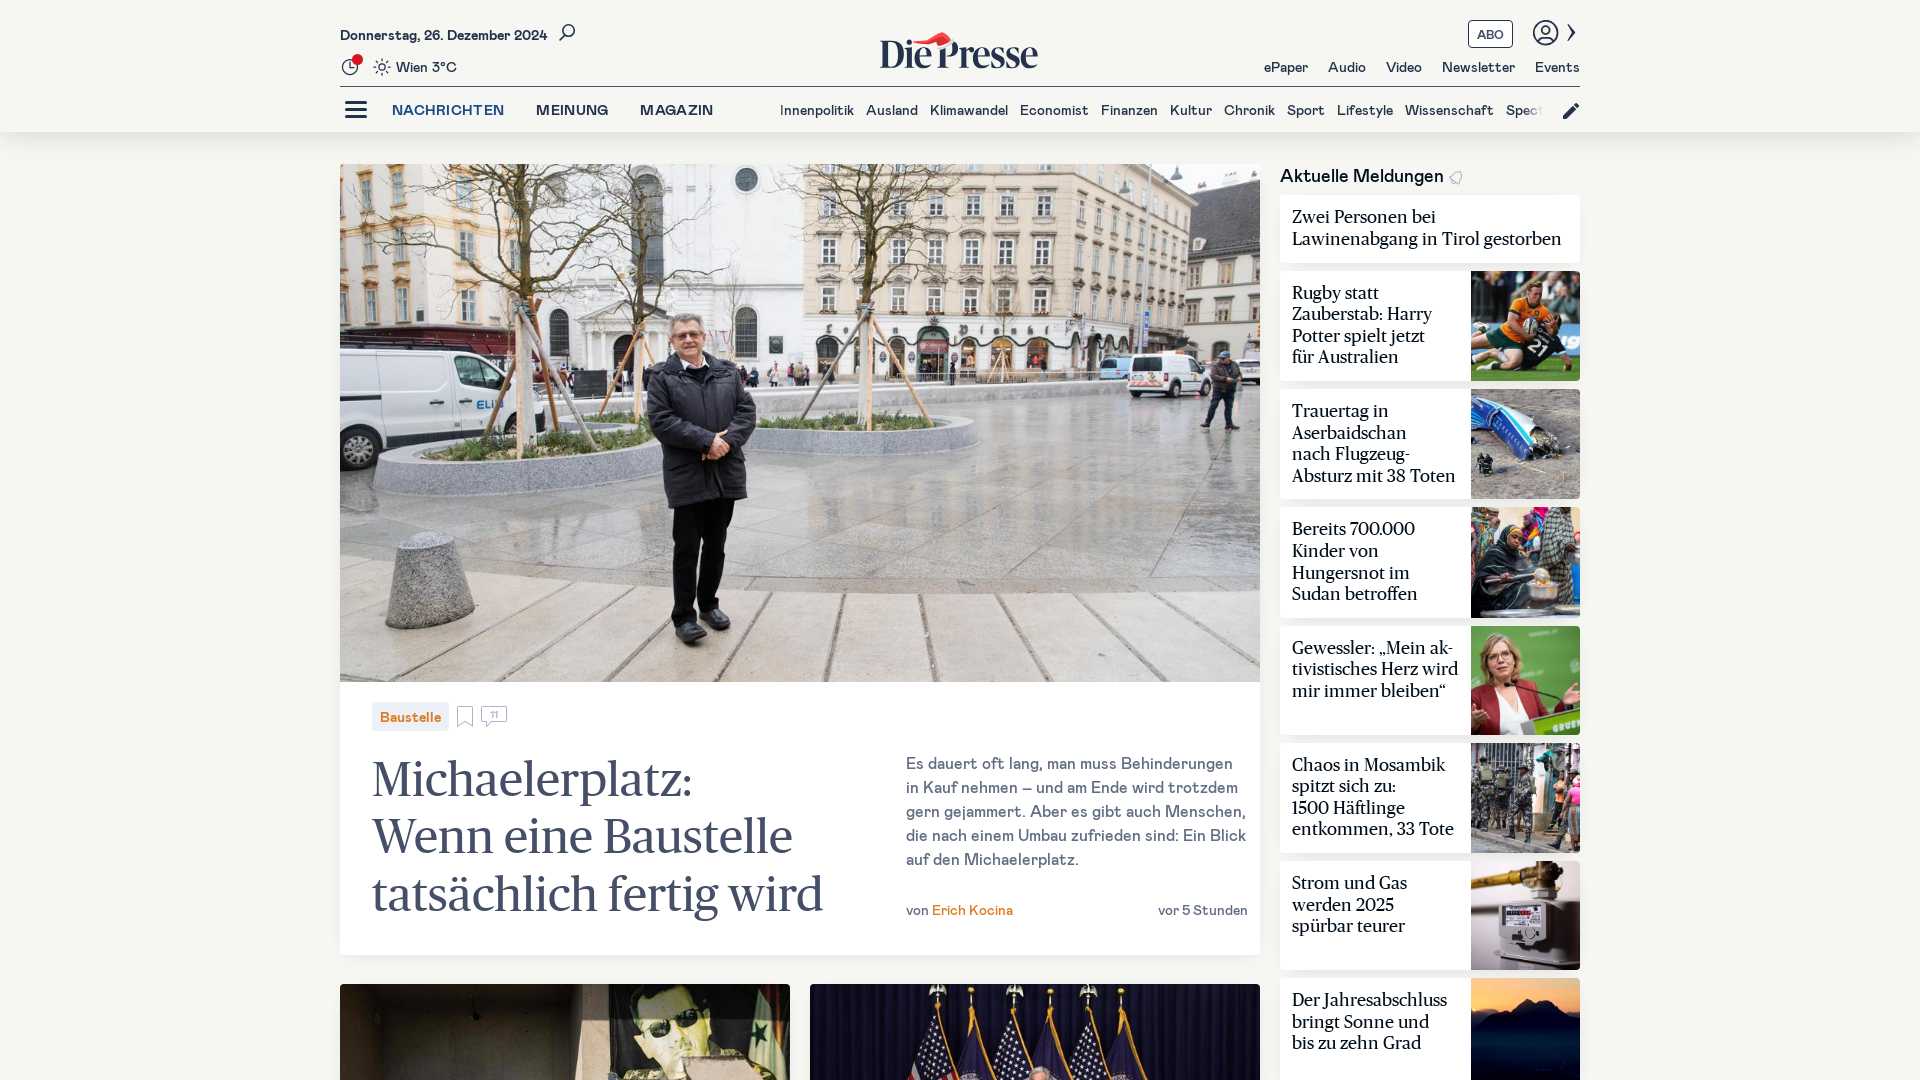 Donnerstag, 26. Dezember 2024
Wien 3°C
Die Presse
ABO
ePaper Audio Video Newsletter Events
NACHRICHTEN MEINUNG MAGAZIN
Innenpolitik Ausland Klimawandel Economist Finanzen Kultur Chronik Sport Lifestyle Wissenschaft Spect
ELIN
Baustelle
11
Michaelerplatz:
Wenn eine Baustelle
tatsächlich fertig wird
Es dauert oft lang, man muss Behinderungen
in Kauf nehmen – und am Ende wird trotzdem
gern gejammert. Aber es gibt auch Menschen,
die nach einem Umbau zufrieden sind: Ein Blick
auf den Michaelerplatz.
von Erich Kocina
vor 5 Stunden
Aktuelle Meldungen
Zwei Personen bei
Lawinenabgang in Tirol gestorben
Rugby statt
Zauberstab: Harry
Potter spielt jetzt
für Australien
21
Trauertag in
Aserbaidschan
nach Flugzeug-
Absturz mit 38 Toten
Bereits 700.000
Kinder von
Hungersnot im
Sudan betroffen
Gewessler: „Mein ak-
tivistisches Herz wird
mir immer bleiben“
Chaos in Mosambik
spitzt sich zu:
1500 Häftlinge
entkommen, 33 Tote
Strom und Gas
werden 2025
spürbar teurer
Der Jahresabschluss
bringt Sonne und
bis zu zehn Grad